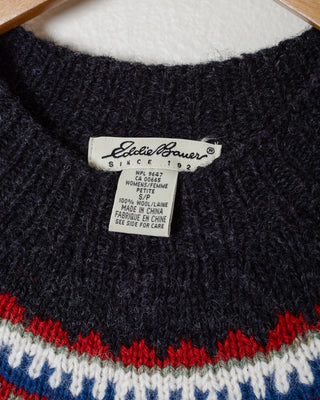 Eddie Bauer®
SINCE 192
WPL 9647
CA 00665
WOMENS/FEMME
PETITE
S/P
100% WOOL/LAINE
MADE IN CHINA
FABRIQUE EN CHINE
SEE SIDE FOR CARE